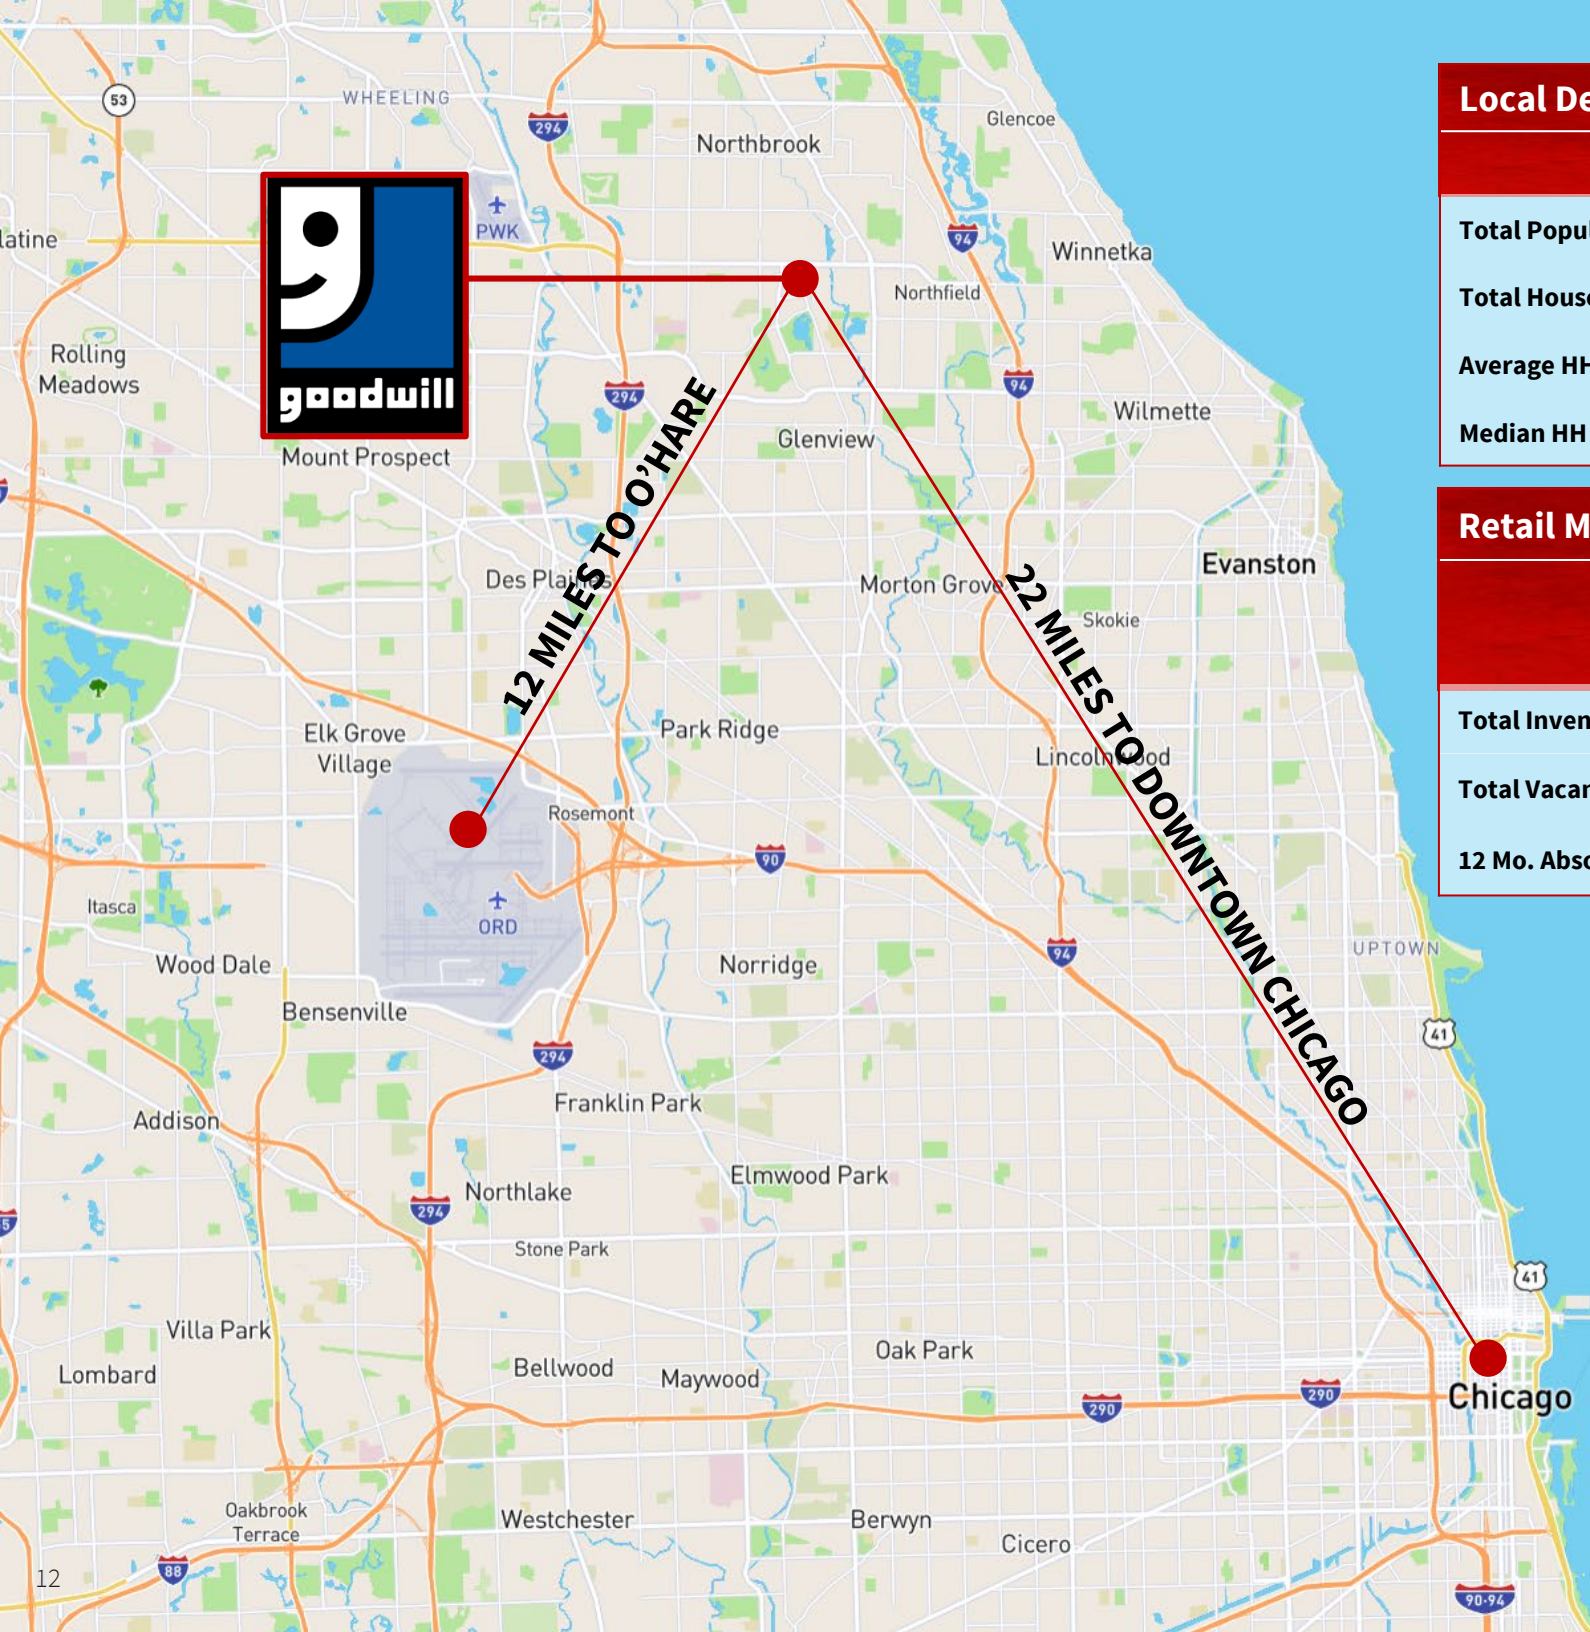 53
WHEELING
294
Northbrook
Glencoe
Local De
PWK
94
Winnetka
latine
Total Popul
Northfield
Total House
Rolling
Meadows
goodwill
294
94
Average HH
Wilmette
Glenview
Median HH
Mount Prospect
12 MILES TO O'HARE
Retail M
Evanston
Des Plaines
Morton Grove
22 MILES TO DOWNTOWN CHICAGO
Skokie
Total Inven
Elk Grove
Village
Park Ridge
Lincolnwood
Total Vacan
Rosemont
90
12 Mo. Abso
Itasca
ORD
94
UPTOWN
Wood Dale
Norridge
Bensenville
41
294
Franklin Park
Addison
Elmwood Park
Northlake
294
5
Stone Park
41
Villa Park
Oak Park
Lombard
Bellwood
Maywood
290
290
Chicago
Oakbrook
Terrace
Westchester
Berwyn
Cicero
88
12
90-94